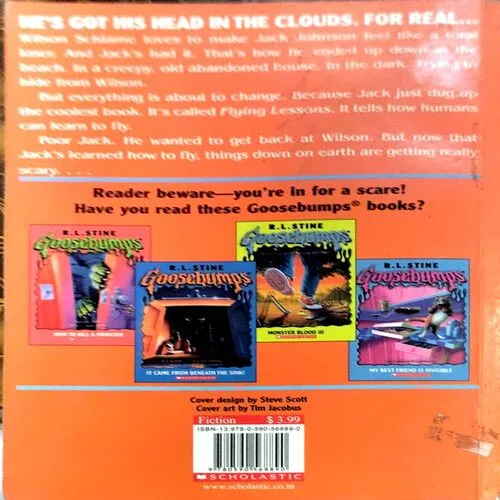 HE'S GOT HIS HEAD IN THE CLOUDS. FOR REAL...
Wilson Schlame loves to make Jack Johnson feel like a total
loser. And Jack's had it. That's how he ended up down at the
beach. In a creepy, old abandoned house. In the dark. Trying to
hide from Wilson.
But everything is about to change. Because Jack just dug up
the coolest book. It's called Flying Lessons. It tells how humans
can learn to fly.
Poor Jack. He wanted to get back at Wilson. But now that
Jack's learned how to fly, things down on earth are getting really
scary. . . .
Reader beware—you're in for a scare!
Have you read these Goosebumps® books?
R.L. STINE
Goosebumps
HOW TO KILL A MONSTER
R.L. STINE
Goosebumps
IT CAME FROM BENEATH THE SINK!
SCHOLASTIC
R.L. STINE
Goosebumps
MONSTER BLOOD III
SCHOLASTIC
R.L. STINE
Goosebumps
MY BEST FRIEND IS INVISIBLE
SCHOLASTIC
Cover design by Steve Scott
Cover art by Tim Jacobus
Fiction $ 3.99
ISBN-13: 978-0-590-56889-0
9780590568890
SCHOLASTIC
www.scholastic.co.in